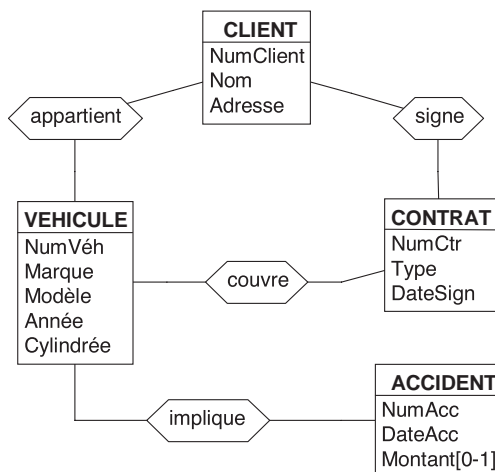 CLIENT
NumClient
Nom
Adresse
appartient
signe
VEHICULE
NumVéh
Marque
Modèle
Année
Cylindrée
couvre
CONTRAT
NumCtr
Type
DateSign
implique
ACCIDENT
NumAcc
DateAcc
Montant[0-1]